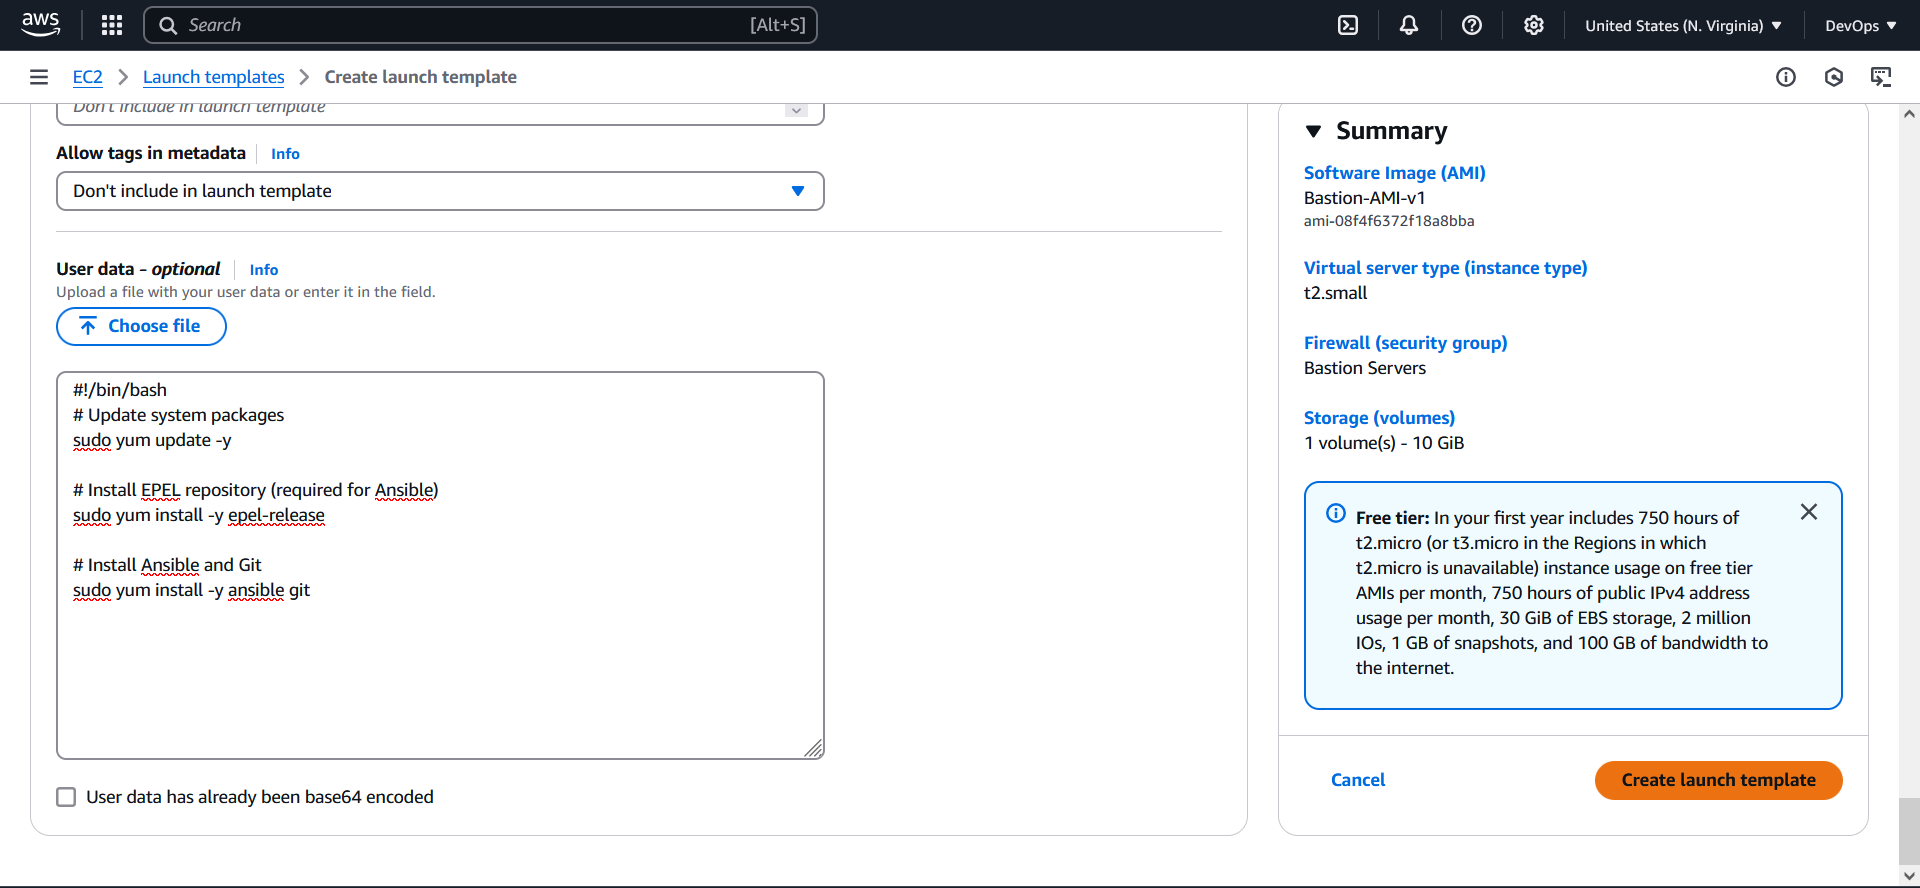 aws
Search [Alt+S]
United States (N. Virginia)
DevOps
EC2
Launch templates
Create launch template
Don't include in launch template
Allow tags in metadata
Info
Don't include in launch template
User data - optional
Info
Upload a file with your user data or enter it in the field.
Choose file
#!/bin/bash
# Update system packages
sudo yum update -y
# Install EPEL repository (required for Ansible)
sudo yum install -y epel-release
# Install Ansible and Git
sudo yum install -y ansible git
User data has already been base64 encoded
Summary
Software Image (AMI)
Bastion-AMI-v1
ami-08f4f6372f18a8bba
Virtual server type (instance type)
t2.small
Firewall (security group)
Bastion Servers
Storage (volumes)
1 volume(s) - 10 GiB
Free tier: In your first year includes 750 hours of
t2.micro (or t3.micro in the Regions in which
t2.micro is unavailable) instance usage on free tier
AMIs per month, 750 hours of public IPv4 address
usage per month, 30 GiB of EBS storage, 2 million
IOs, 1 GB of snapshots, and 100 GB of bandwidth to
the internet.
Cancel
Create launch template